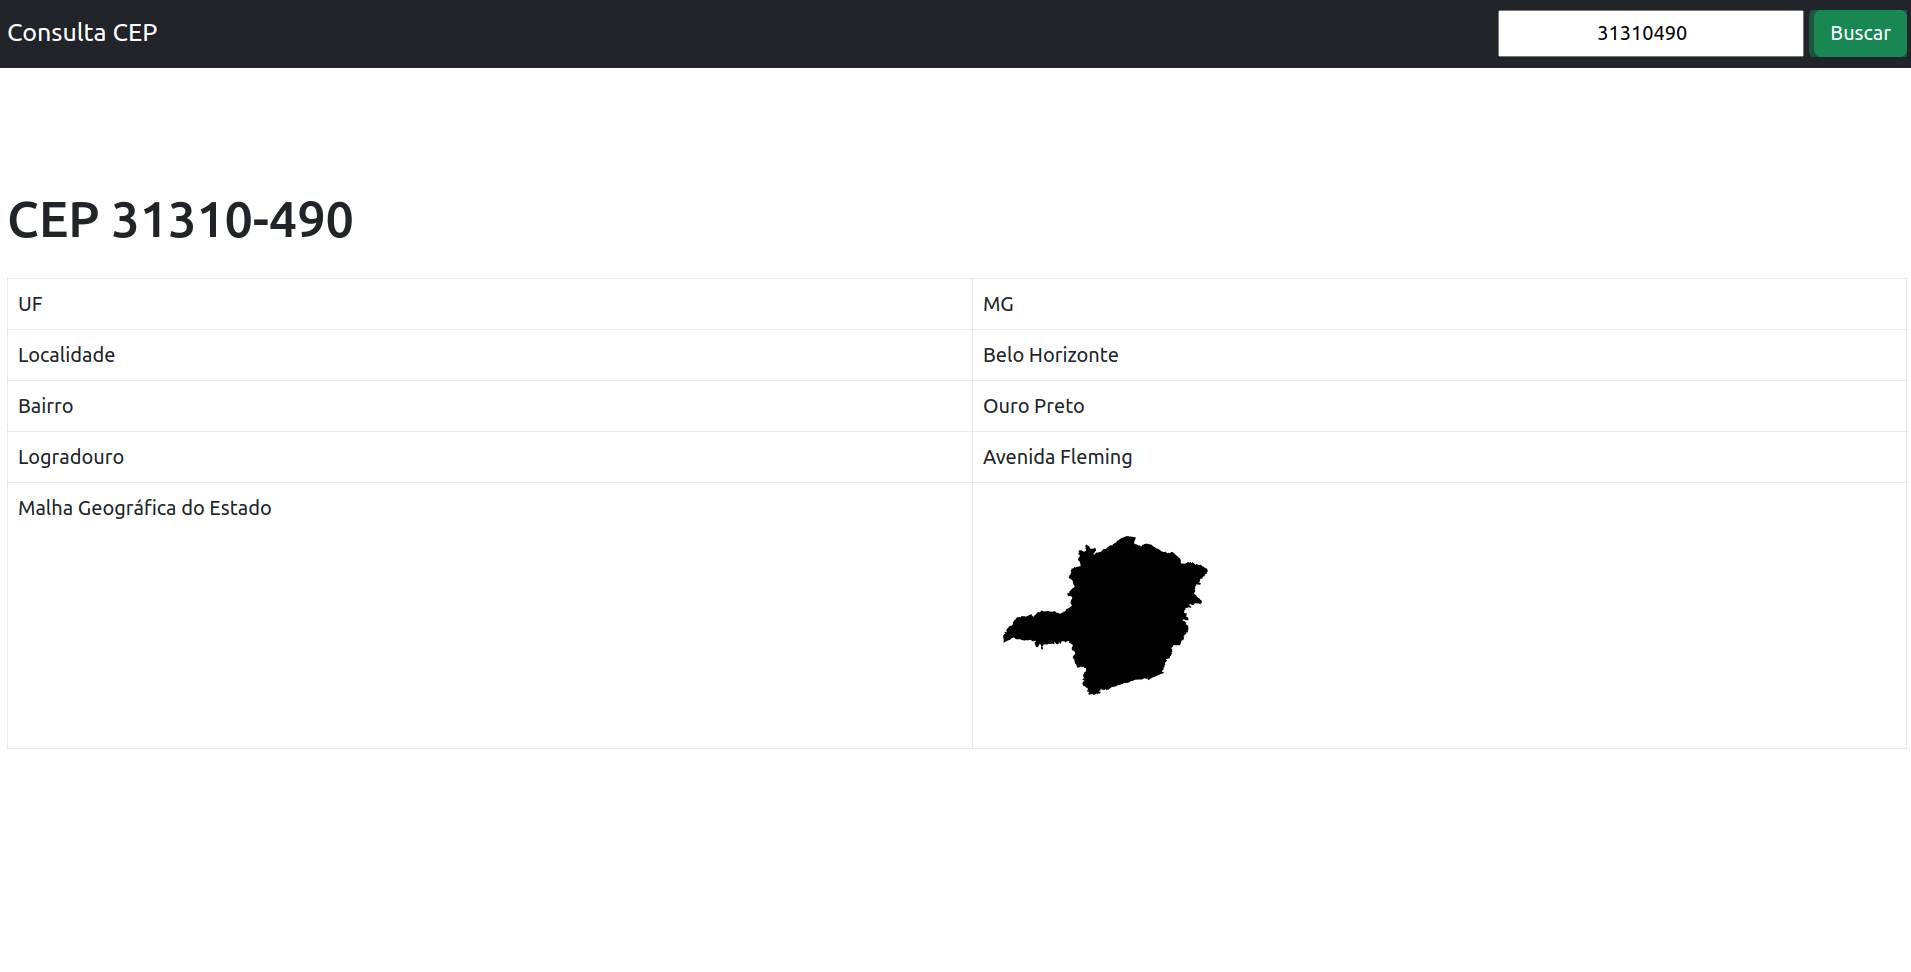 Consulta CEP 31310490 Buscar
CEP 31310-490
UF MG
Localidade Belo Horizonte
Bairro Ouro Preto
Logradouro Avenida Fleming
Malha Geográfica do Estado